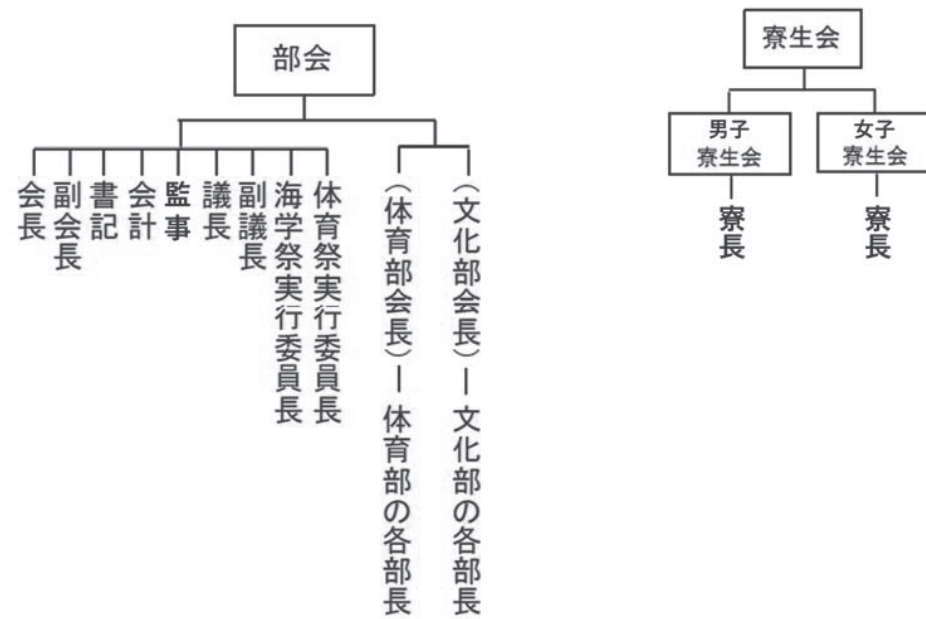 部会
会長
副会長
書記
会計
監事
議長
副議長
海学祭実行委員長
体育祭実行委員長
(体育部会長)ー体育部の各部長
(文化部会長)ー文化部の各部長
寮生会
男子
寮生会
寮長
女子
寮生会
寮長